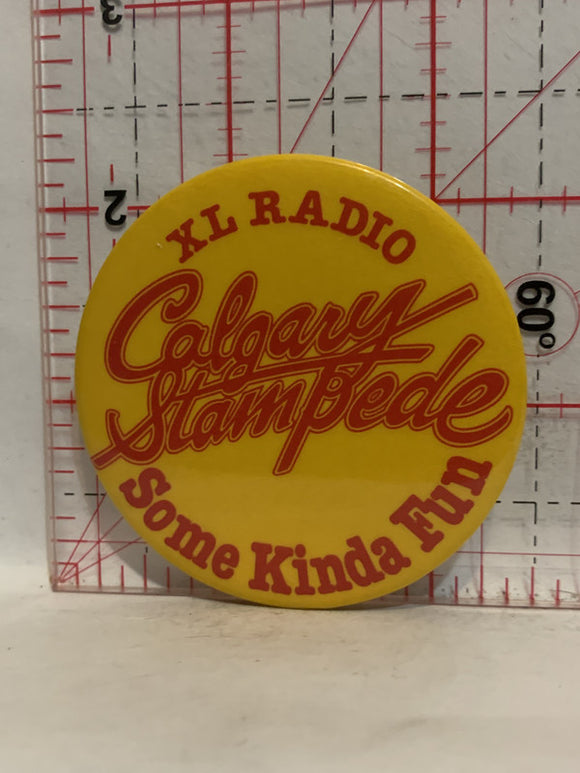 3
2
60°
XL RADIO
Calgary
Stampede
Some Kinda Fun